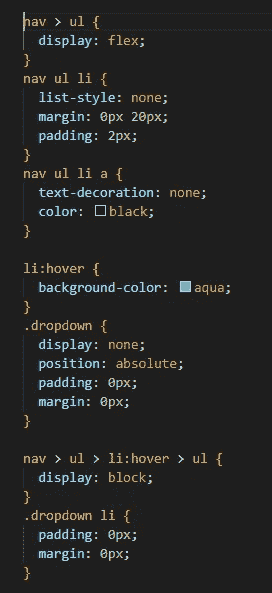 nav > ul {
  display: flex;
}
nav ul li {
  list-style: none;
  margin: 0px 20px;
  padding: 2px;
}
nav ul li a {
  text-decoration: none;
  color: black;
}

li:hover {
  background-color: aqua;
}
.dropdown {
  display: none;
  position: absolute;
  padding: 0px;
  margin: 0px;
}

nav > ul > li:hover > ul {
  display: block;
}
.dropdown li {
  padding: 0px;
  margin: 0px;
}